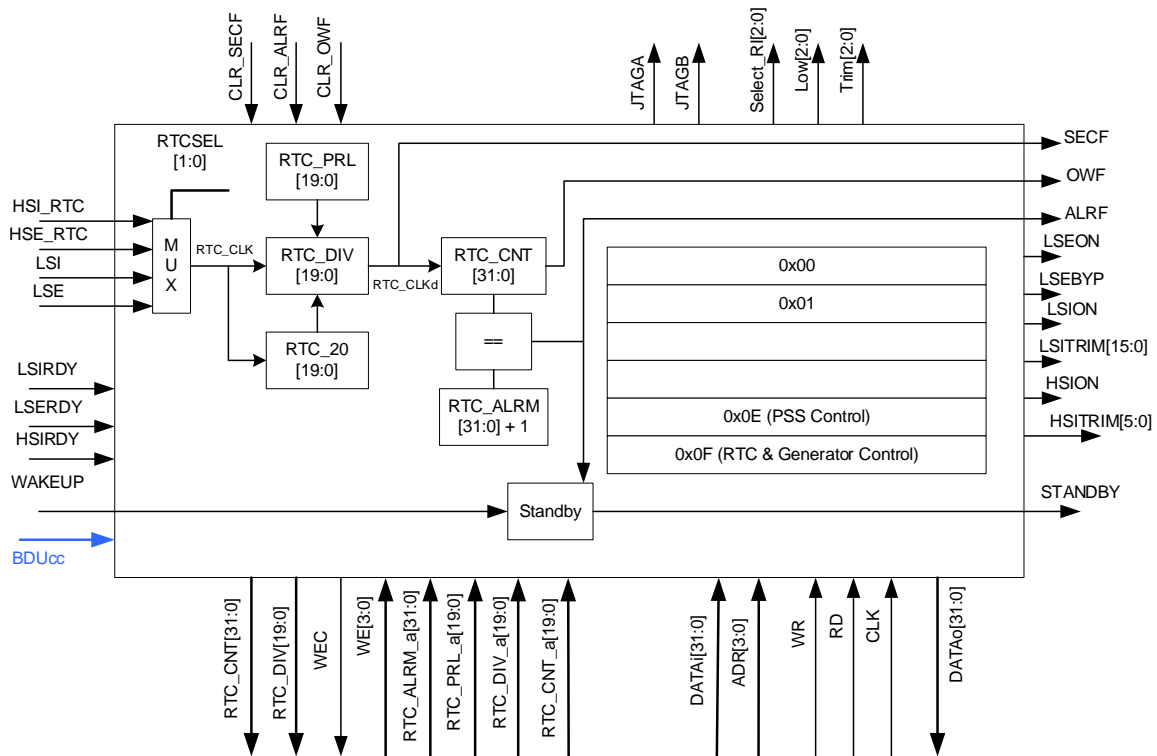 CLR_SECF
CLR_ALRF
CLR_OWF
JTAGA
JTAGB
Select_RI[2:0]
Low[2:0]
Trim[2:0]
RTCSEL
[1:0]
RTC_PRL
[19:0]
SECF
OWF
ALRF
HSI_RTC
HSE_RTC
LSI
LSE
M
U
X
RTC_CLK
RTC_DIV
[19:0]
RTC_CLKd
RTC_CNT
[31:0]
0x00
0x01
LSEON
LSEBYP
LSION
LSITRIM[15:0]
HSION
HSITRIM[5:0]
==
RTC_20
[19:0]
RTC_ALRM
[31:0] + 1
0x0E (PSS Control)
0x0F (RTC & Generator Control)
LSIRDY
LSERDY
HSIRDY
WAKEUP
Standby
STANDBY
BDUcc
RTC_CNT[31:0]
RTC_DIV[19:0]
WEC
WE[3:0]
RTC_ALRM_a[31:0]
RTC_PRL_a[19:0]
RTC_DIV_a[19:0]
RTC_CNT_a[19:0]
DATAi[31:0]
ADR[3:0]
WR
RD
CLK
DATAo[31:0]